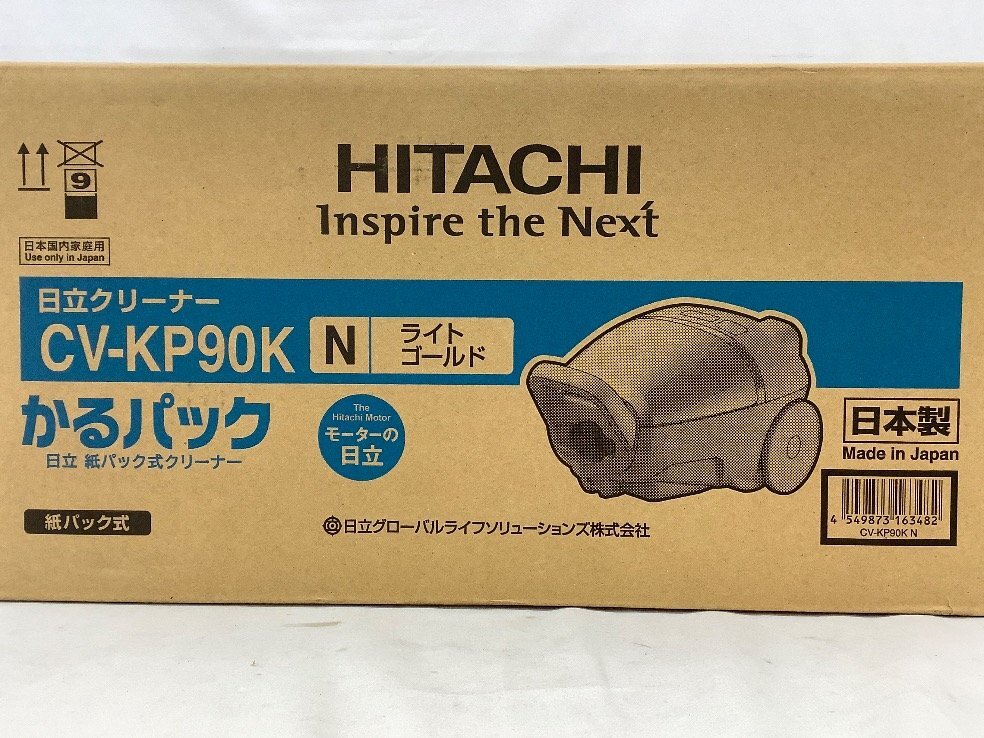 HITACHI
Inspire the Next
9
日本国内家庭用
Use only in Japan
日立クリーナー
CV-KP90K N ライト
ゴールド
かるパック
日立 紙パック式クリーナー
The
Hitachi Motor
モーターの
日立
日本製
Made in Japan
紙パック式
日立グローバルライフソリューションズ株式会社
4 549873 163482
CV-KP90K N